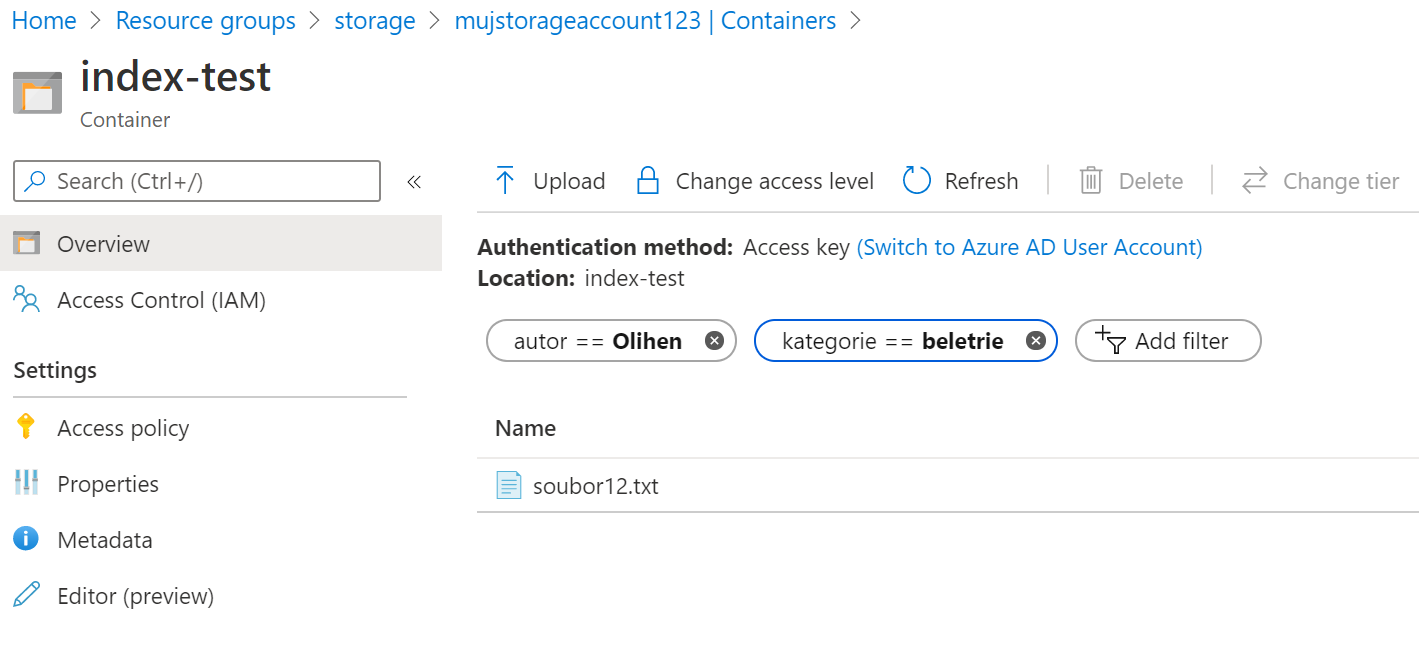 Home > Resource groups > storage > mujstorageaccount123 | Containers >
index-test
Container
Search (Ctrl+/)
«
Overview
Access Control (IAM)
Settings
Access policy
Properties
Metadata
Editor (preview)
Upload Change access level Refresh Delete Change tier
Authentication method: Access key (Switch to Azure AD User Account)
Location: index-test
autor == Olihen kategorie == beletrie Add filter
Name
soubor12.txt